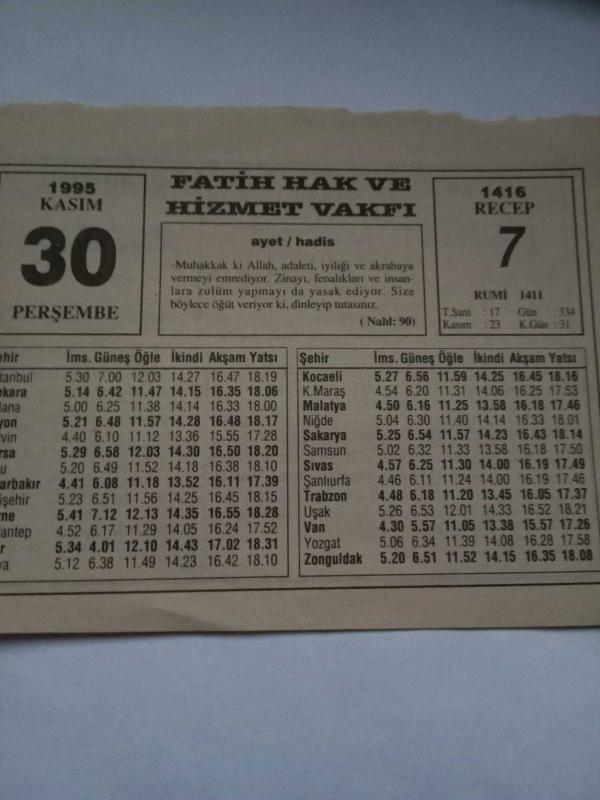 1995
KASIM
30
PERŞEMBE
FATİH HAK VE
HİZMET VAKFI
ayet / hadis
-Muhakkak ki Allah, adaleti, iyiliği ve akrabaya
vermeyi emrediyor. Zinayı, fenalıkları ve insan-
lara zulüm yapmayı da yasak ediyor. Size
böylece öğüt veriyor ki, dinleyip tutasınız.
( Nahl: 90)
1416
RECEP
7
RUMİ 1411
T.Sani : 17 Gün : 334
Kasım : 23 K.Gün : 31
ehir İms. Güneş Öğle İkindi Akşam Yatsı
tanbul 5.30 7.00 12.03 14.27 16.47 18.19
nkara 5.14 6.42 11.47 14.15 16.35 18.06
dana 5.00 6.25 11.38 14.14 16.33 18.00
yon 5.21 6.48 11.57 14.28 16.48 18.17
vin 4.40 6.10 11.12 13.36 15.55 17.28
rsa 5.29 6.58 12.03 14.30 16.50 18.20
u 5.20 6.49 11.52 14.18 16.38 18.10
arbakır 4.41 6.08 11.18 13.52 16.11 17.39
işehir 5.23 6.51 11.56 14.25 16.45 18.15
rne 5.41 7.12 12.13 14.35 16.55 18.28
antep 4.52 6.17 11.29 14.05 16.24 17.52
r 5.34 4.01 12.10 14.43 17.02 18.31
ya 5.12 6.38 11.49 14.23 16.42 18.10
Şehir İms. Güneş Öğle İkindi Akşam Yatsı
Kocaeli 5.27 6.56 11.59 14.25 16.45 18.16
K.Maraş 4.54 6.20 11.31 14.06 16.25 17.53
Malatya 4.50 6.16 11.25 13.58 16.18 17.46
Niğde 5.04 6.30 11.40 14.14 16.33 18.01
Sakarya 5.25 6.54 11.57 14.23 16.43 18.14
Samsun 5.02 6.32 11.33 13.58 16.18 17.50
Sıvas 4.57 6.25 11.30 14.00 16.19 17.49
Şanlıurfa 4.46 6.11 11.24 14.00 16.19 17.46
Trabzon 4.48 6.18 11.20 13.45 16.05 17.37
Uşak 5.26 6.53 12.01 14.33 16.52 18.21
Van 4.30 5.57 11.05 13.38 15.57 17.26
Yozgat 5.06 6.34 11.39 14.08 16.28 17.58
Zonguldak 5.20 6.51 11.52 14.15 16.35 18.08